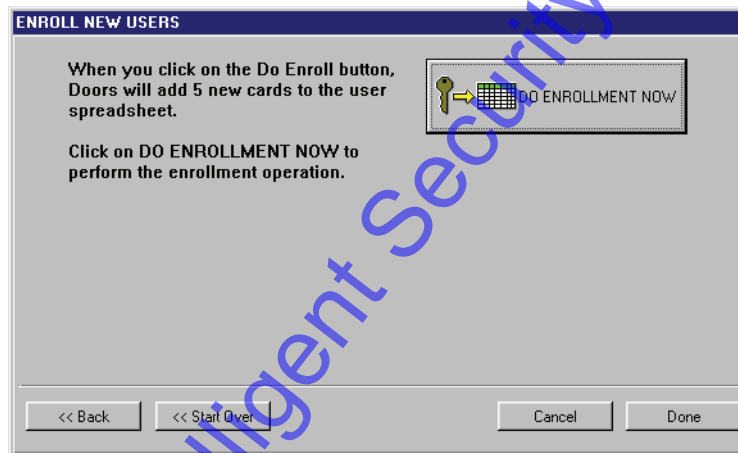 ENROLL NEW USERS
When you click on the Do Enroll button,
Doors will add 5 new cards to the user
spreadsheet.
Click on DO ENROLLMENT NOW to
perform the enrollment operation.
DO ENROLLMENT NOW
<< Back
<< Start Over
Cancel
Done
lligent Security